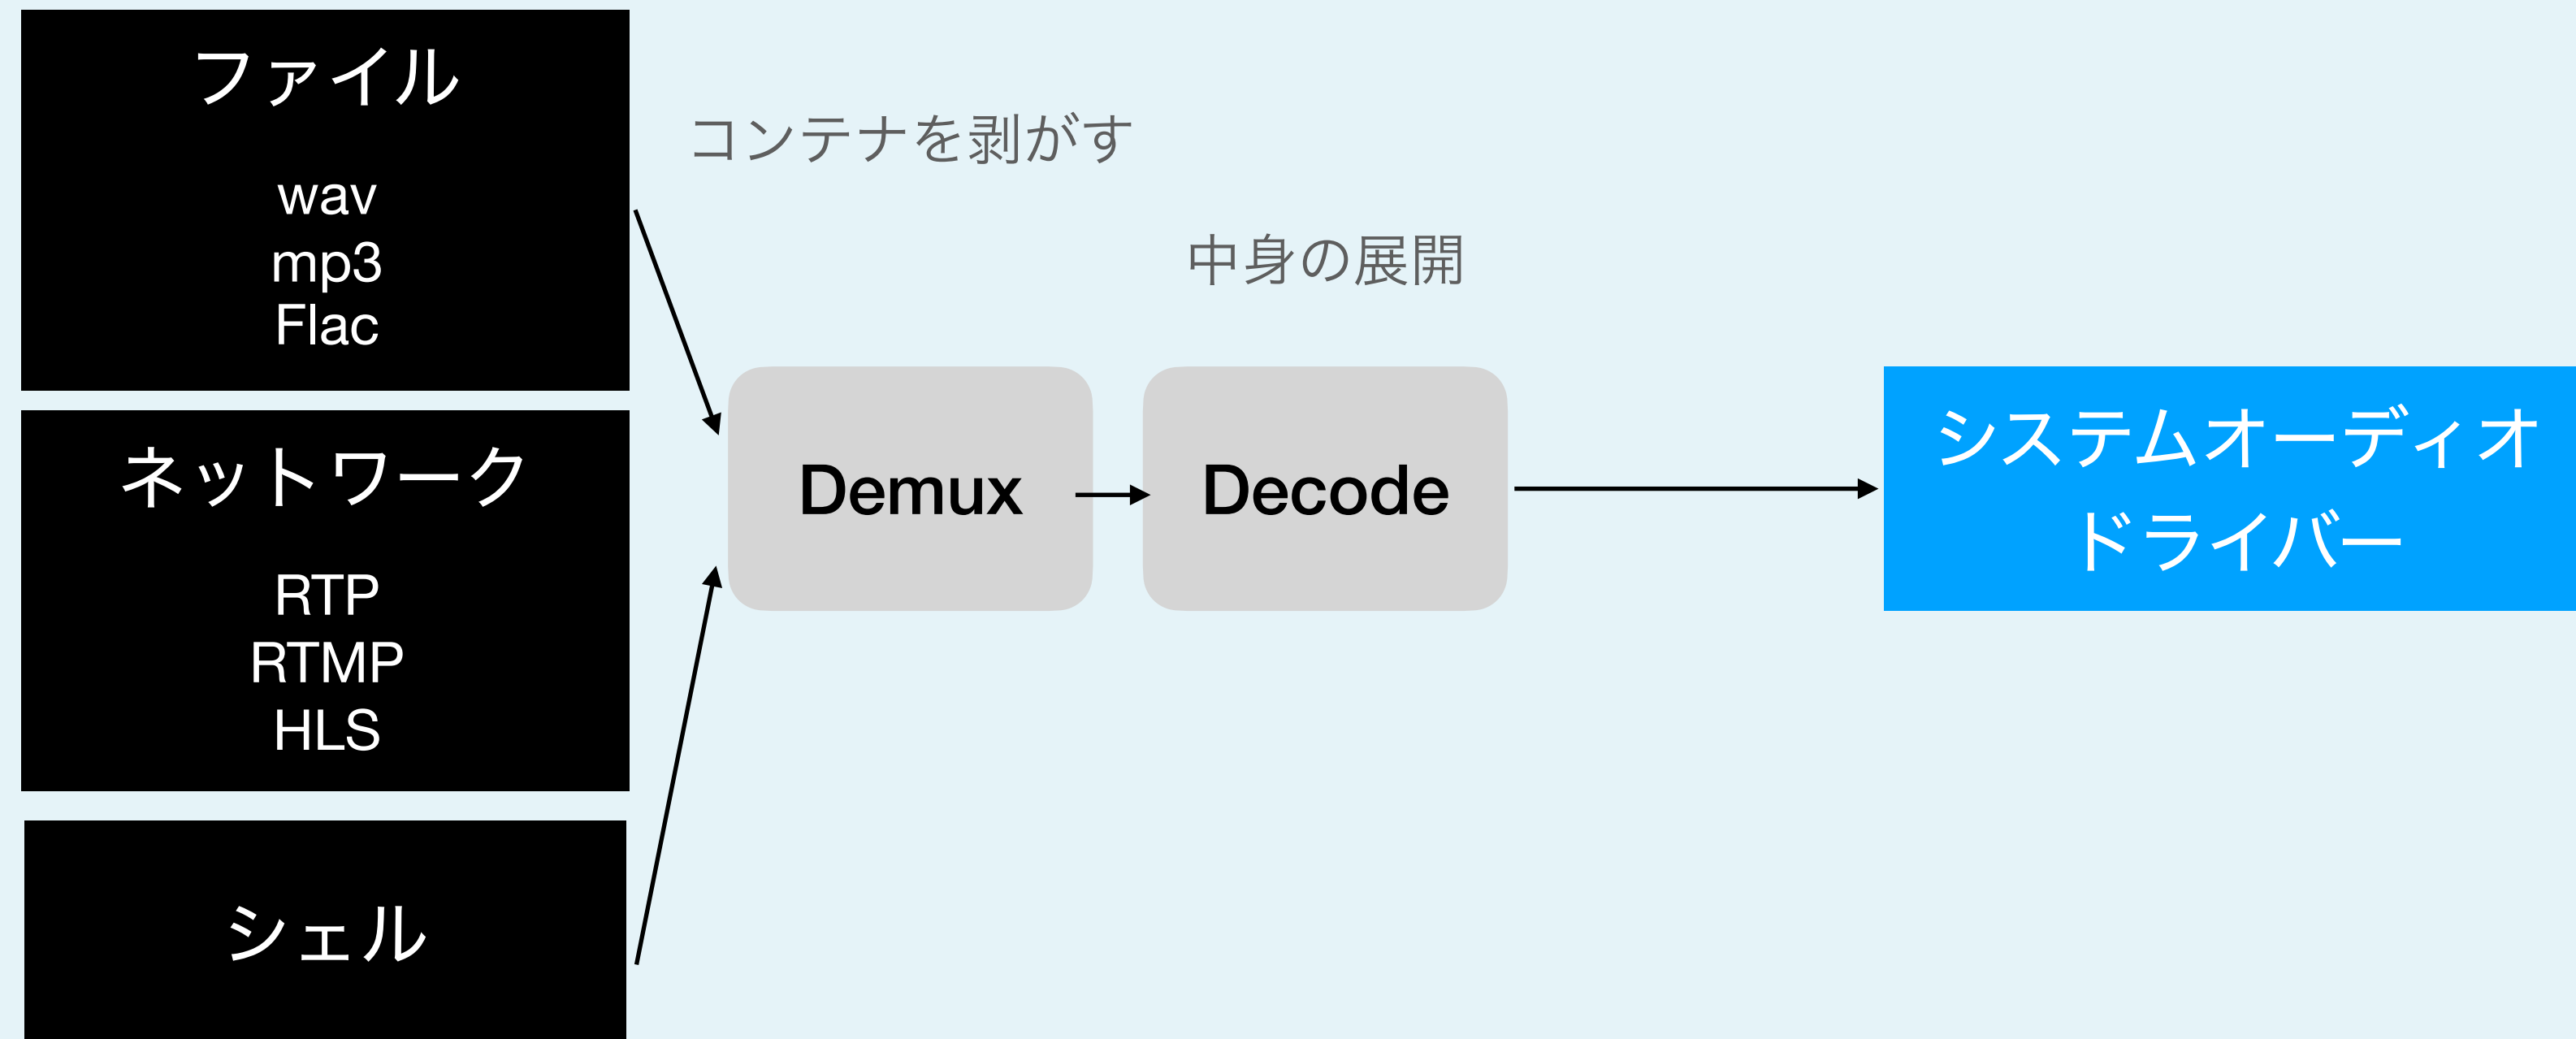 ファイル
wav
mp3
Flac
コンテナを剥がす
中身の展開
ネットワーク
RTP
RTMP
HLS
Demux
Decode
システムオーディオ
ドライバー
シェル